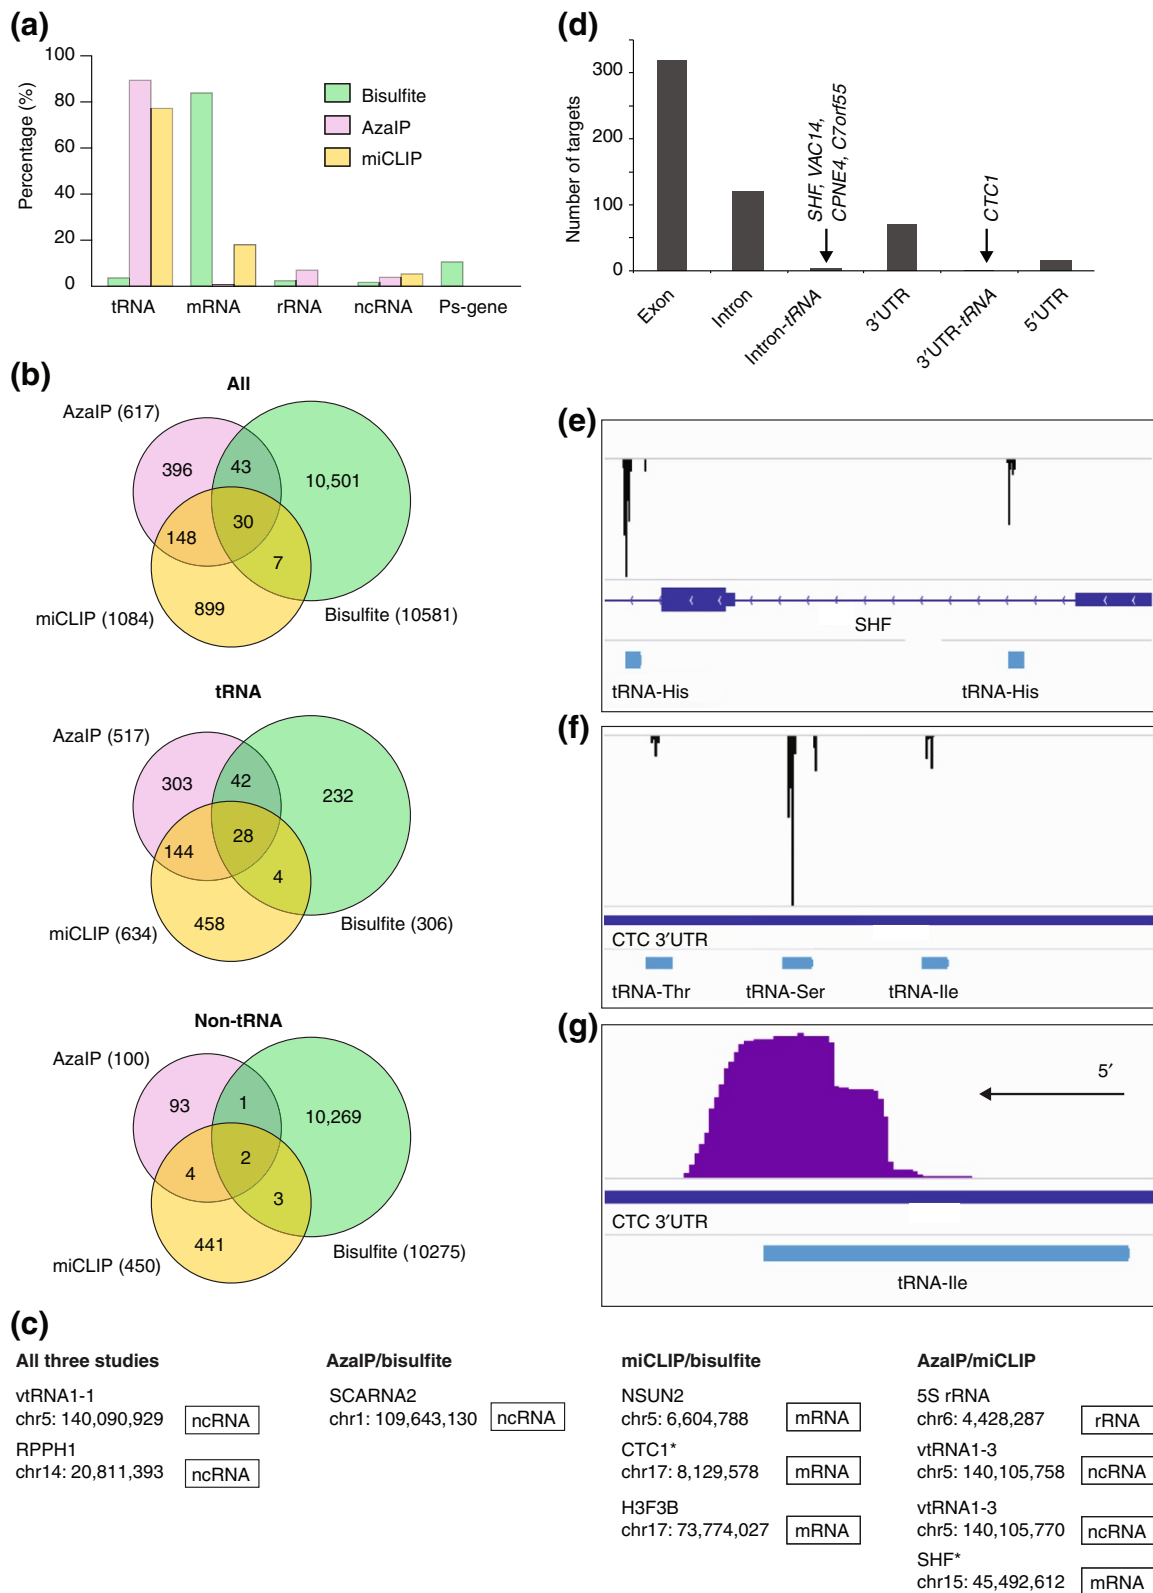 (a)
100
80
60
40
20
0
Percentage (%)
Bisulfite
AzaIP
miCLIP
tRNA
mRNA
rRNA
ncRNA
Ps-gene
(b)
All
AzaIP (617)
396
43
10,501
30
148
7
899
miCLIP (1084)
Bisulfite (10581)
tRNA
AzaIP (517)
303
42
232
28
144
4
458
miCLIP (634)
Bisulfite (306)
Non-tRNA
AzaIP (100)
93
1
10,269
2
4
3
441
miCLIP (450)
Bisulfite (10275)
(c)
All three studies
vtRNA1-1
chr5: 140,090,929
ncRNA
RPPH1
chr14: 20,811,393
ncRNA
AzaIP/bisulfite
SCARNA2
chr1: 109,643,130
ncRNA
miCLIP/bisulfite
NSUN2
chr5: 6,604,788
mRNA
CTC1*
chr17: 8,129,578
mRNA
H3F3B
chr17: 73,774,027
mRNA
AzaIP/miCLIP
5S rRNA
chr6: 4,428,287
rRNA
vtRNA1-3
chr5: 140,105,758
ncRNA
vtRNA1-3
chr5: 140,105,770
ncRNA
SHF*
chr15: 45,492,612
mRNA
(d)
300
200
100
0
Number of targets
SHF, VAC14,
CPNE4, C7orf55
CTC1
Exon
Intron
Intron-tRNA
3′UTR
3′UTR-tRNA
5′UTR
(e)
SHF
tRNA-His
tRNA-His
(f)
CTC 3′UTR
tRNA-Thr
tRNA-Ser
tRNA-Ile
(g)
5′
CTC 3′UTR
tRNA-Ile